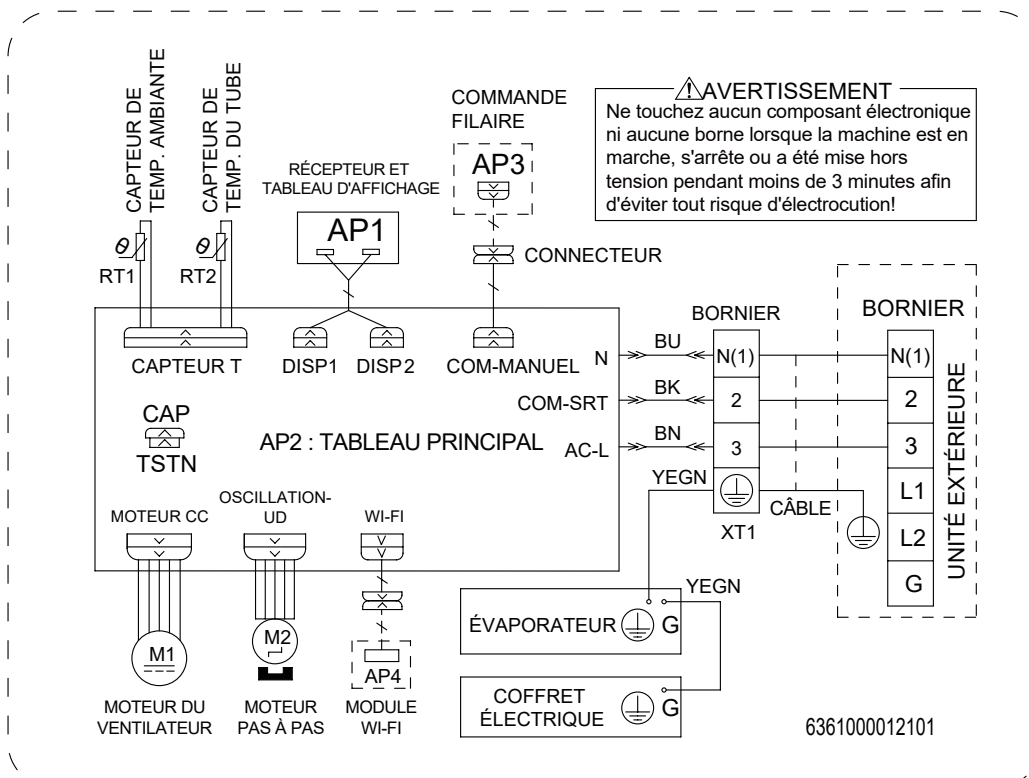 CAPTEUR DE
TEMP. AMBIANTE
CAPTEUR DE
TEMP. DU TUBE
RT1
RT2
RÉCEPTEUR ET
TABLEAU D'AFFICHAGE
AP1
COMMANDE
FILAIRE
AP3
CONNECTEUR
AVERTISSEMENT
Ne touchez aucun composant électronique
ni aucune borne lorsque la machine est en
marche, s'arrête ou a été mise hors
tension pendant moins de 3 minutes afin
d'éviter tout risque d'électrocution!
CAPTEUR T
DISP1
DISP2
COM-MANUEL
N
COM-SRT
AC-L
CAP
TSTN
AP2 : TABLEAU PRINCIPAL
MOTEUR CC
OSCILLATION-
UD
WI-FI
BU
BK
BN
YEGN
BORNIER
N(1)
2
3
XT1
CÂBLE
BORNIER
N(1)
2
3
L1
L2
G
UNITÉ EXTÉRIEURE
M1
MOTEUR DU
VENTILATEUR
M2
MOTEUR
PAS À PAS
AP4
MODULE
WI-FI
YEGN
ÉVAPORATEUR
G
COFFRET
ÉLECTRIQUE
G
6361000012101